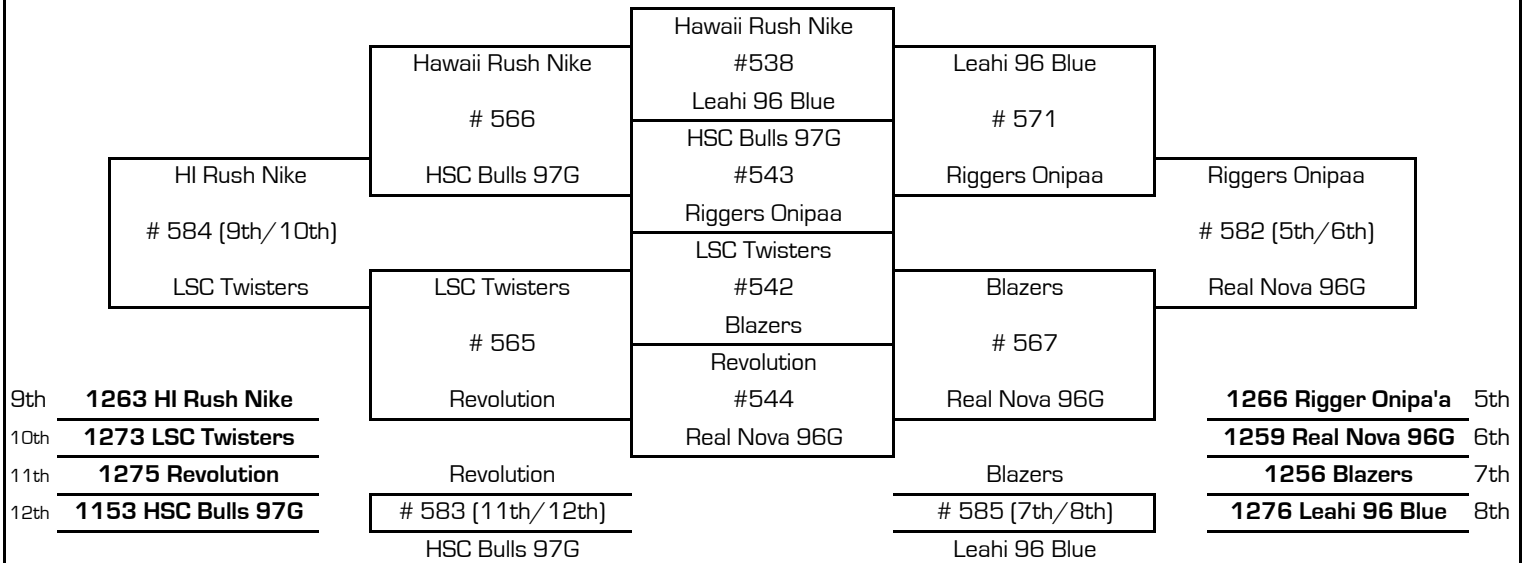 Hawaii Rush Nike
Hawaii Rush Nike #538 Leahi 96 Blue
Leahi 96 Blue
# 566 # 571
HSC Bulls 97G
HI Rush Nike HSC Bulls 97G #543 Riggers Onipaa Riggers Onipaa
Riggers Onipaa
# 584 (9th/10th) # 582 (5th/6th)
LSC Twisters
LSC Twisters LSC Twisters #542 Blazers Real Nova 96G
Blazers
# 565 # 567
Revolution
9th 1263 HI Rush Nike Revolution #544 Real Nova 96G 1266 Rigger Onipa'a 5th
10th 1273 LSC Twisters Real Nova 96G 1259 Real Nova 96G 6th
11th 1275 Revolution Revolution Blazers 1256 Blazers 7th
12th 1153 HSC Bulls 97G # 583 (11th/12th) # 585 (7th/8th) 1276 Leahi 96 Blue 8th
HSC Bulls 97G Leahi 96 Blue